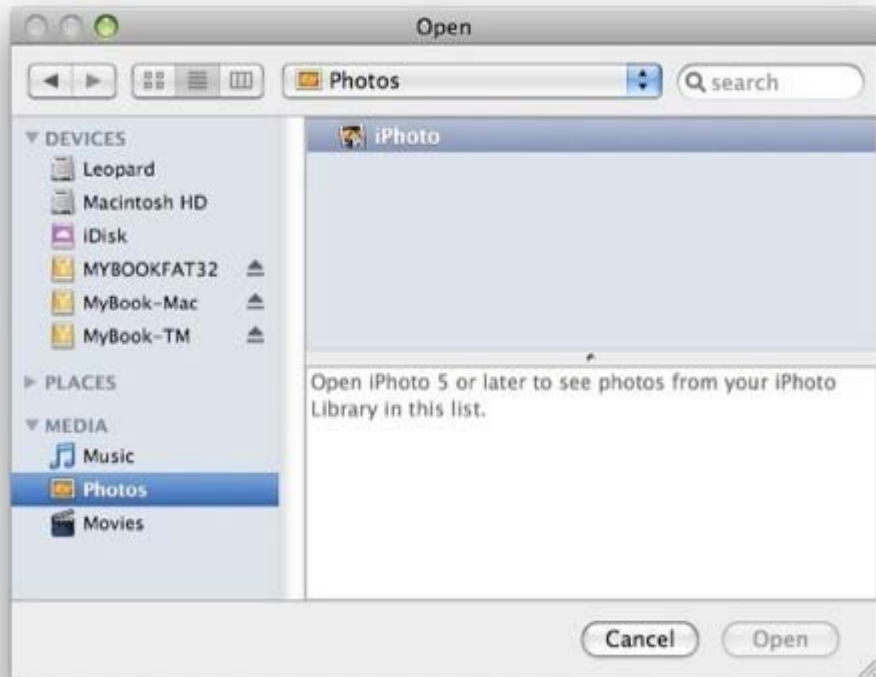 Open
Photos
search
DEVICES
Leopard
Macintosh HD
iDisk
MYBOOKFAT32
MyBook-Mac
MyBook-TM
PLACES
MEDIA
Music
Photos
Movies
iPhoto
Open iPhoto 5 or later to see photos from your iPhoto
Library in this list.
Cancel
Open